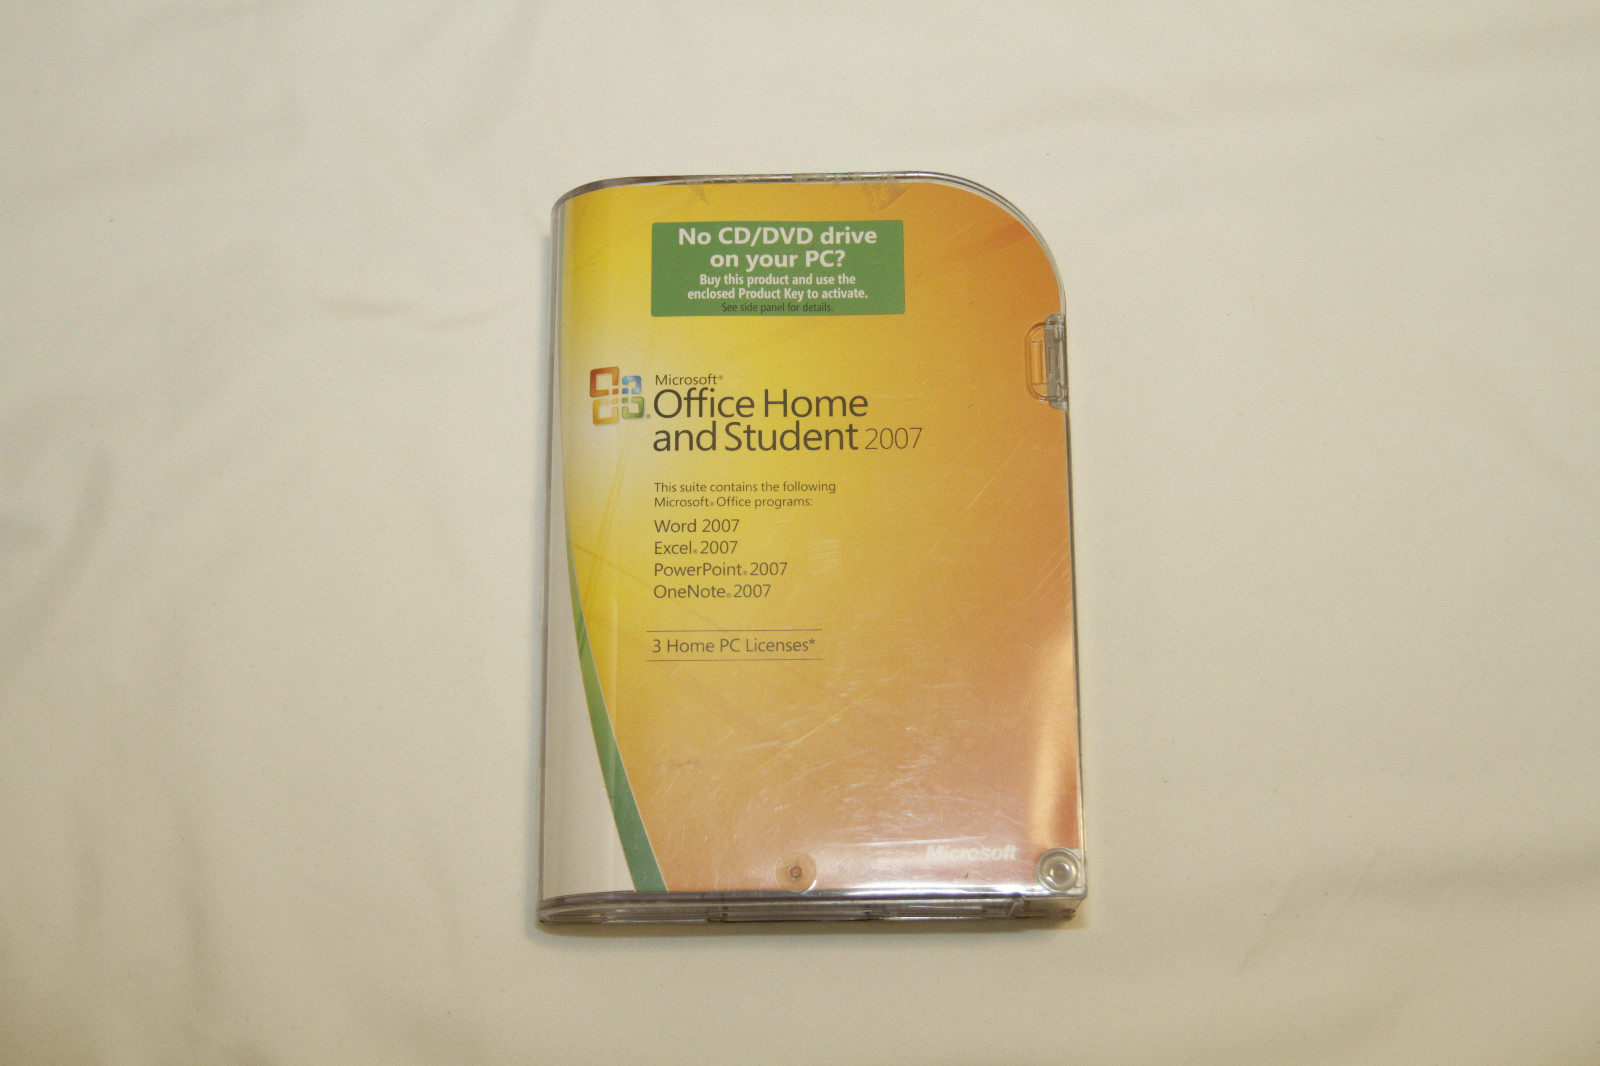 No CD/DVD drive
on your PC?
Buy this product and use the
enclosed Product Key to activate.
See side panel for details.
Microsoft®
Office Home
and Student 2007
This suite contains the following
Microsoft® Office programs:
Word 2007
Excel® 2007
PowerPoint® 2007
OneNote® 2007
3 Home PC Licenses*
Microsoft